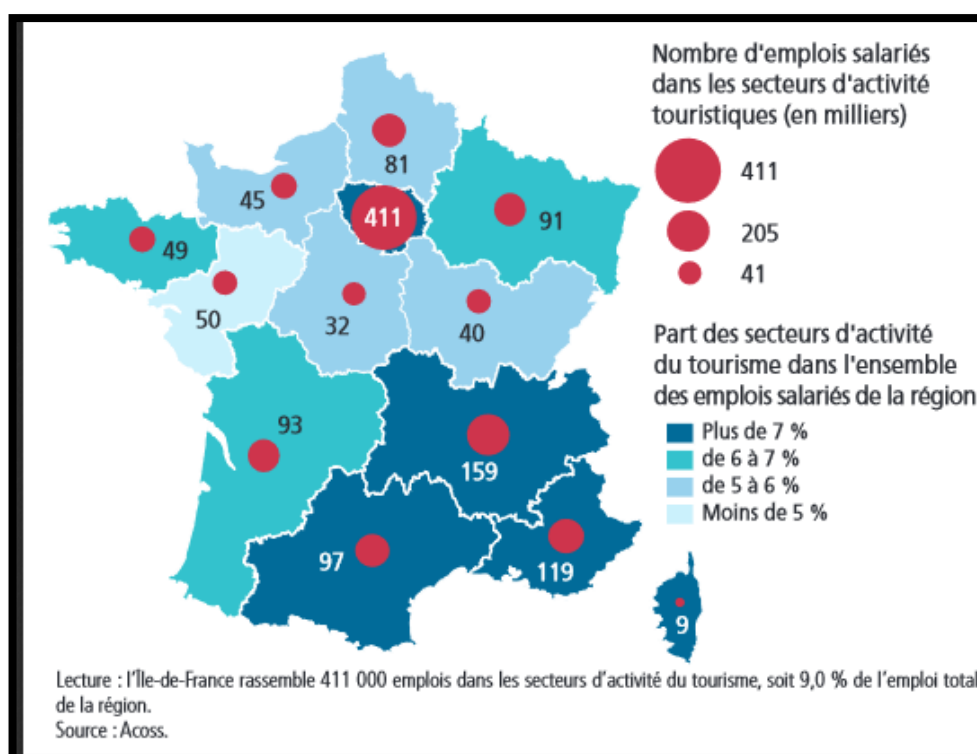 Nombre d'emplois salariés
dans les secteurs d'activité
touristiques (en milliers)
411
205
41
Part des secteurs d'activité
du tourisme dans l'ensemble
des emplois salariés de la région
Plus de 7 %
de 6 à 7 %
de 5 à 6 %
Moins de 5 %
81
45
411
91
49
50
32
40
93
159
97
119
9
Lecture : l'Île-de-France rassemble 411 000 emplois dans les secteurs d'activité du tourisme, soit 9,0 % de l'emploi total
de la région.
Source : Acoss.